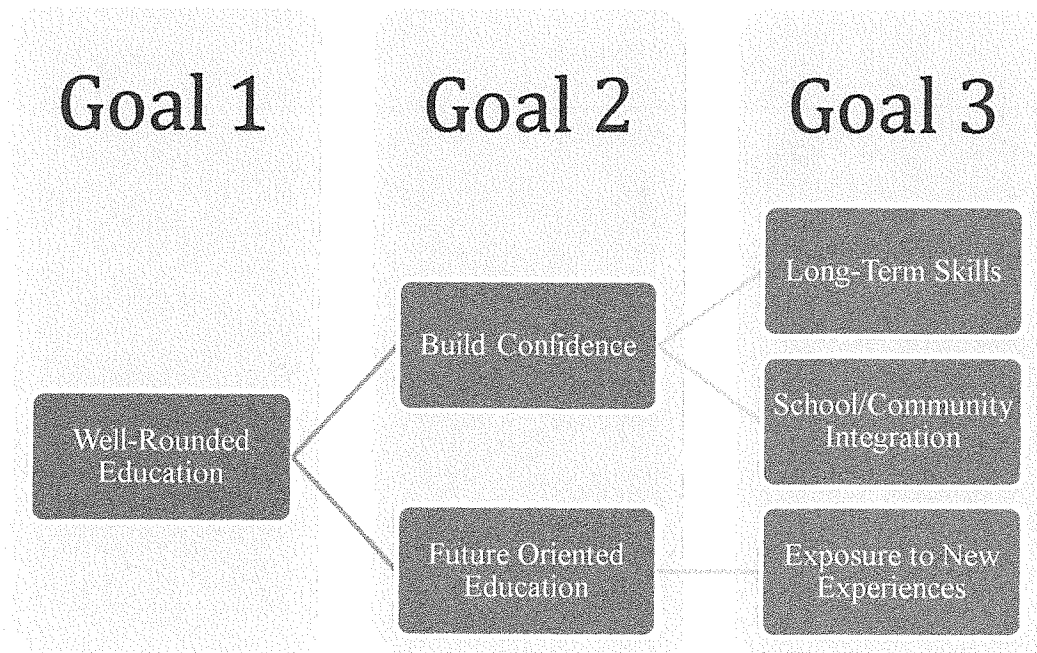 Goal 1
Goal 2
Goal 3
Well-Rounded
Education
Build Confidence
Future Oriented
Education
Long-Term Skills
School/Community
Integration
Exposure to New
Experiences